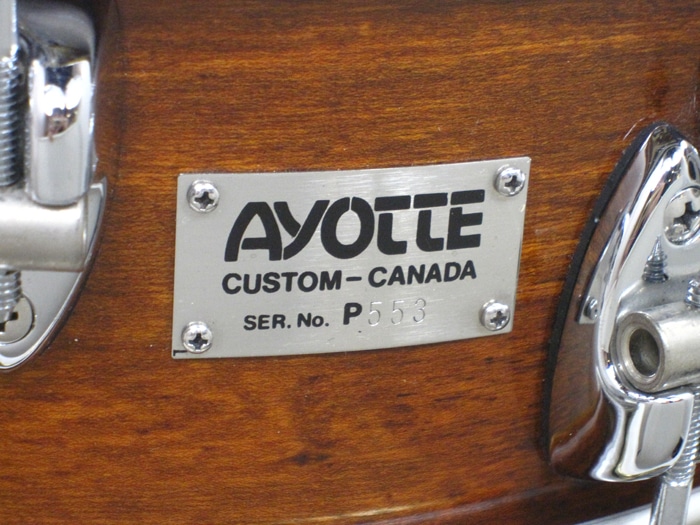 AYOTTE
CUSTOM-CANADA
SER. No. P553